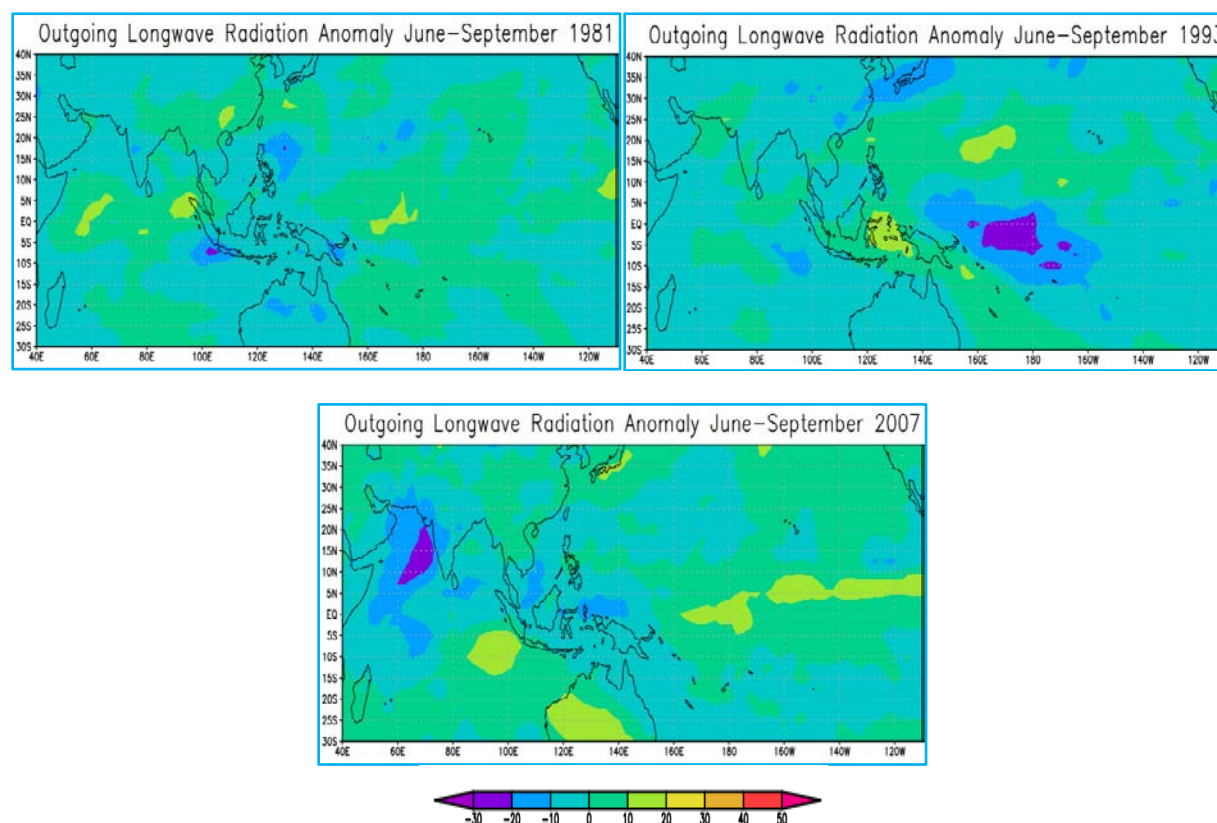 Outgoing Longwave Radiation Anomaly June-September 1981
40N
35N
30N
25N
20N
15N
10N
5N
EQ
5S
10S
15S
20S
25S
30S
40E 60E 80E 100E 120E 140E 160E 180 160W 140W 120W
Outgoing Longwave Radiation Anomaly June-September 1993
40N
35N
30N
25N
20N
15N
10N
5N
EQ
5S
10S
15S
20S
25S
30S
40E 60E 80E 100E 120E 140E 160E 180 160W 140W 120W
Outgoing Longwave Radiation Anomaly June-September 2007
40N
35N
30N
25N
20N
15N
10N
5N
EQ
5S
10S
15S
20S
25S
30S
40E 60E 80E 100E 120E 140E 160E 180 160W 140W 120W
-30 -20 -10 0 10 20 30 40 50